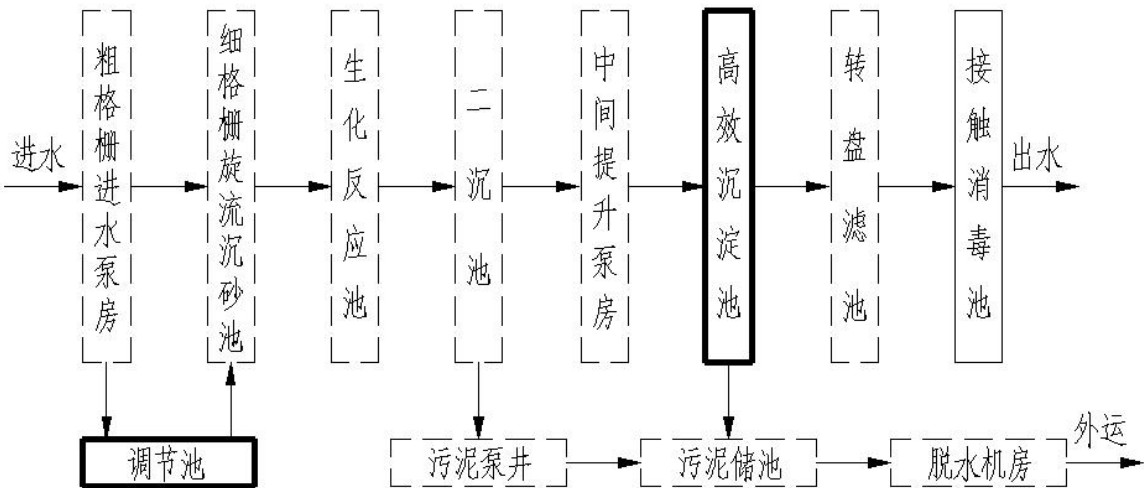 进水
粗格栅进水泵房
细格栅旋流沉砂池
生化反应池
二沉池
中间提升泵房
高效沉淀池
转盘滤池
接触消毒池
出水
调节池
污泥泵井
污泥储池
脱水机房
外运